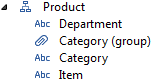 Product
Abc Department
Category (group)
Abc Category
Abc Item